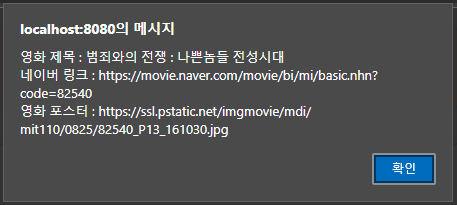 localhost:8080의 메시지
영화 제목 : 범죄와의 전쟁 : 나쁜놈들 전성시대
네이버 링크 : https://movie.naver.com/movie/bi/mi/basic.nhn?
code=82540
영화 포스터 : https://ssl.pstatic.net/imgmovie/mdi/
mit110/0825/82540_P13_161030.jpg
확인